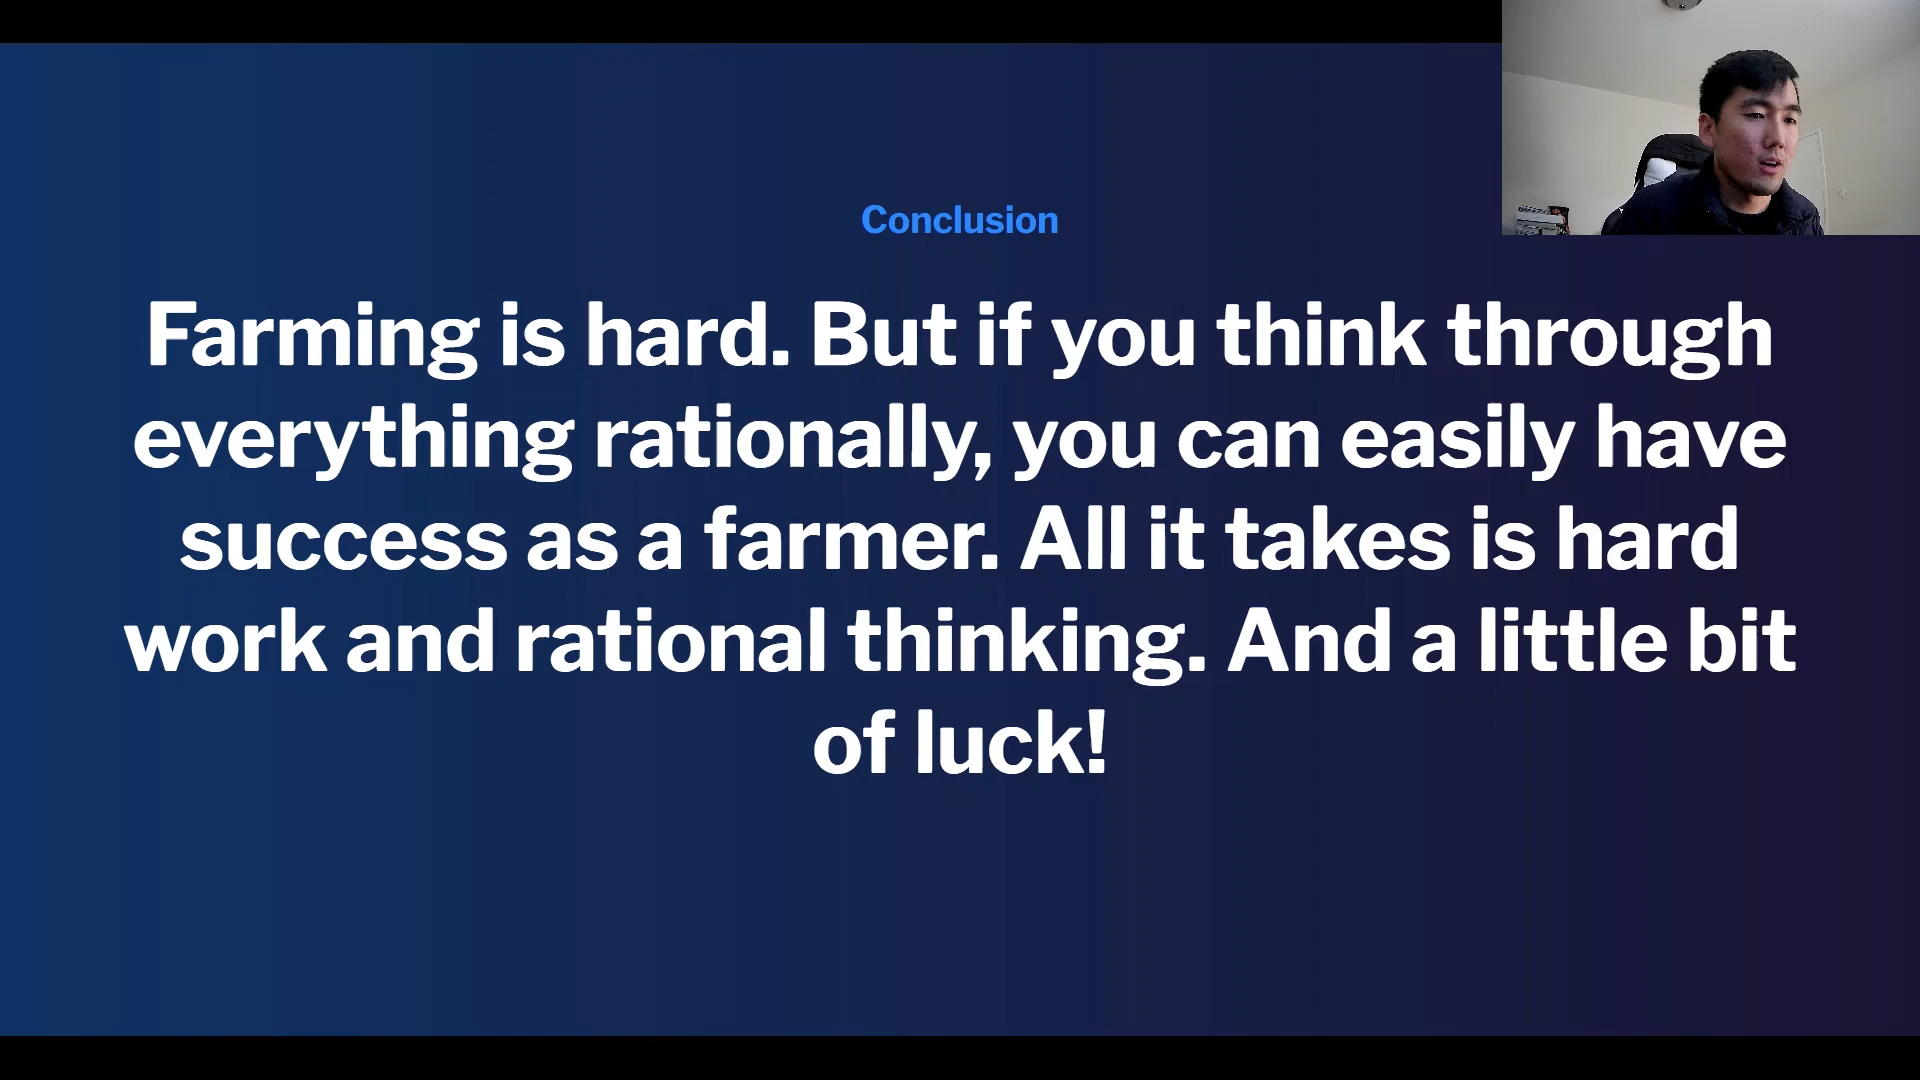 Conclusion
Farming is hard. But if you think through
everything rationally, you can easily have
success as a farmer. All it takes is hard
work and rational thinking. And a little bit
of luck!